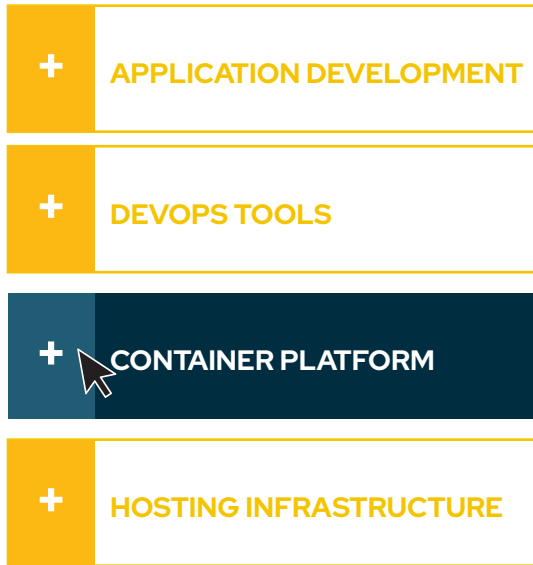 + APPLICATION DEVELOPMENT
+ DEVOPS TOOLS
+ CONTAINER PLATFORM
+ HOSTING INFRASTRUCTURE